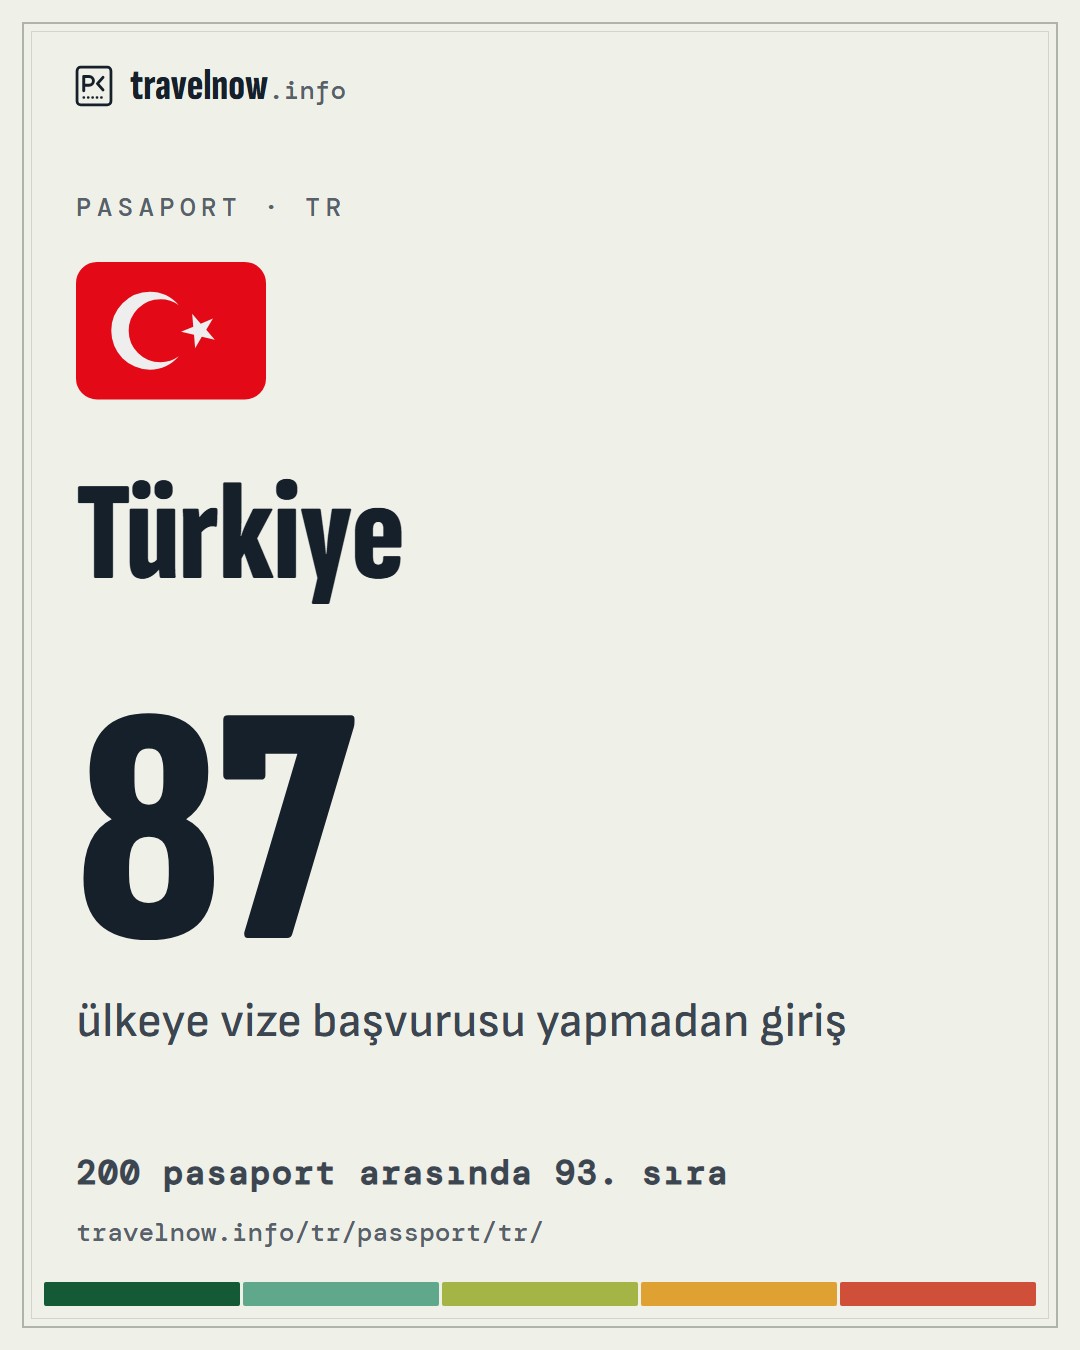 travelnow.info
PASAPORT · TR
Türkiye
87
ülkeye vize başvurusu yapmadan giriş
200 pasaport arasında 93. sıra
travelnow.info/tr/passport/tr/